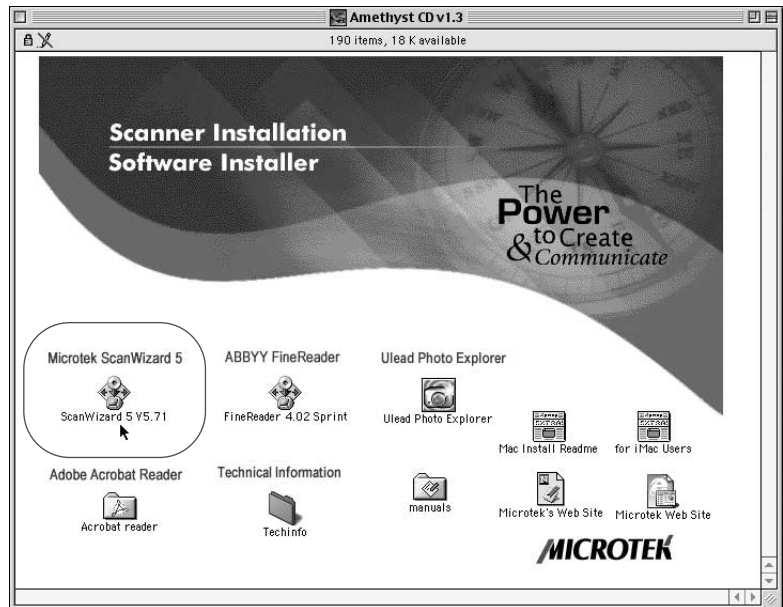 Amethyst CD v1.3
190 items, 18 K available
Scanner Installation
Software Installer
The
Power
to Create
& Communicate
Microtek ScanWizard 5
ABBYY FineReader
Ulead Photo Explorer
ScanWizard 5 V5.71
FineReader 4.02 Sprint
Ulead Photo Explorer
Mac Install Readme
for iMac Users
Adobe Acrobat Reader
Technical Information
Acrobat reader
Techinfo
manuals
Microtek's Web Site
Microtek Web Site
MICROTEK